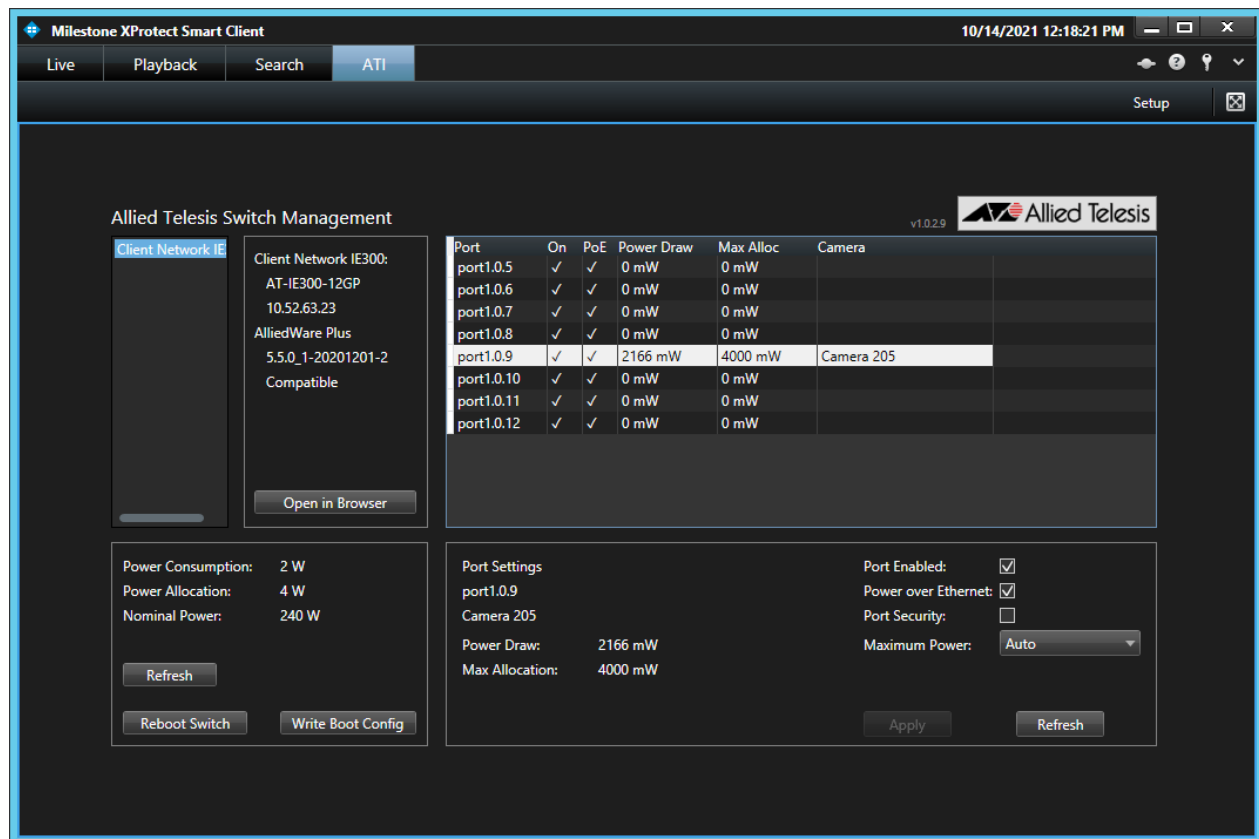 Milestone XProtect Smart Client 10/14/2021 12:18:21 PM
Live Playback Search ATI
Setup
Allied Telesis Switch Management
v1.0.2.9 Allied Telesis
Client Network IE
Client Network IE300:
AT-IE300-12GP
10.52.63.23
AlliedWare Plus
5.5.0_1-20201201-2
Compatible
Open in Browser
Port On PoE Power Draw Max Alloc Camera
port1.0.5 ✓ ✓ 0 mW 0 mW
port1.0.6 ✓ ✓ 0 mW 0 mW
port1.0.7 ✓ ✓ 0 mW 0 mW
port1.0.8 ✓ ✓ 0 mW 0 mW
port1.0.9 ✓ ✓ 2166 mW 4000 mW Camera 205
port1.0.10 ✓ ✓ 0 mW 0 mW
port1.0.11 ✓ ✓ 0 mW 0 mW
port1.0.12 ✓ ✓ 0 mW 0 mW
Power Consumption: 2 W
Power Allocation: 4 W
Nominal Power: 240 W
Refresh
Reboot Switch Write Boot Config
Port Settings
port1.0.9
Camera 205
Power Draw: 2166 mW
Max Allocation: 4000 mW
Port Enabled:
Power over Ethernet:
Port Security:
Maximum Power: Auto
Apply Refresh